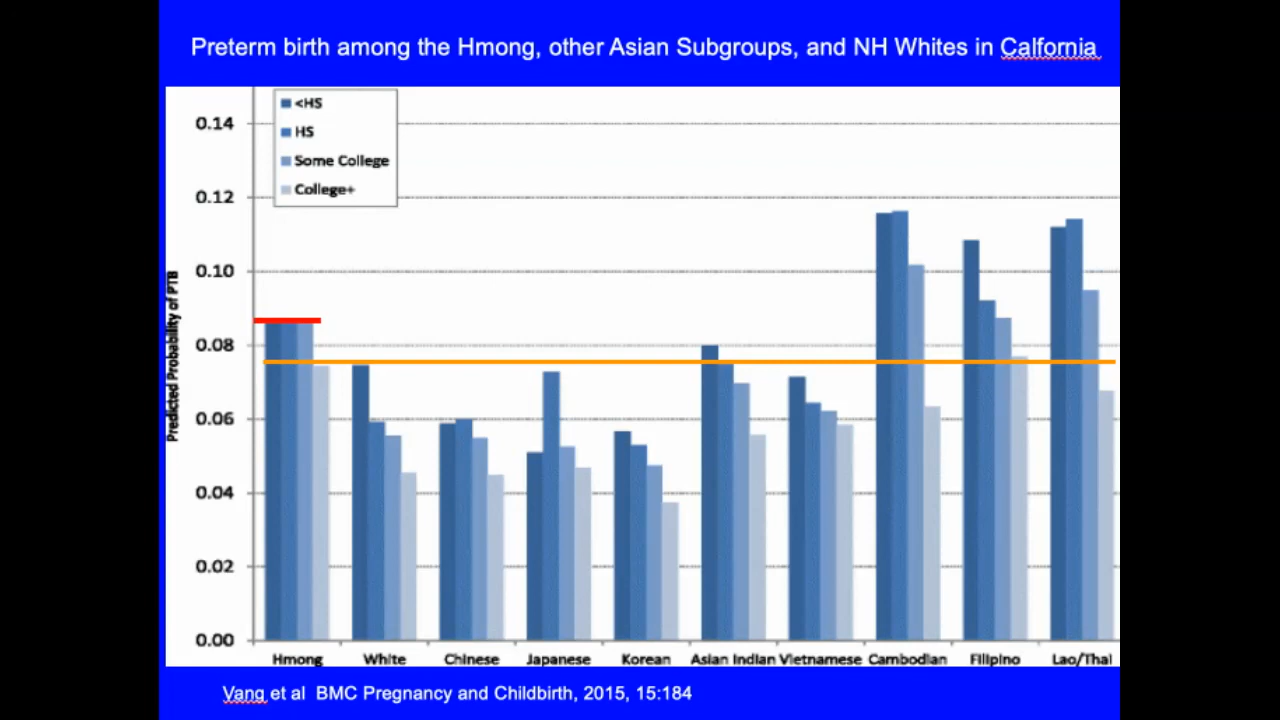 Preterm birth among the Hmong, other Asian Subgroups, and NH Whites in Calfornia
<HS
HS
Some College
College+
0.14
0.12
0.10
0.08
0.06
0.04
0.02
0.00
Predicted Probability of PTB
Hmong White Chinese Japanese Korean Asian Indian Vietnamese Cambodian Filipino Lao/Thai
Vang et al BMC Pregnancy and Childbirth, 2015, 15:184